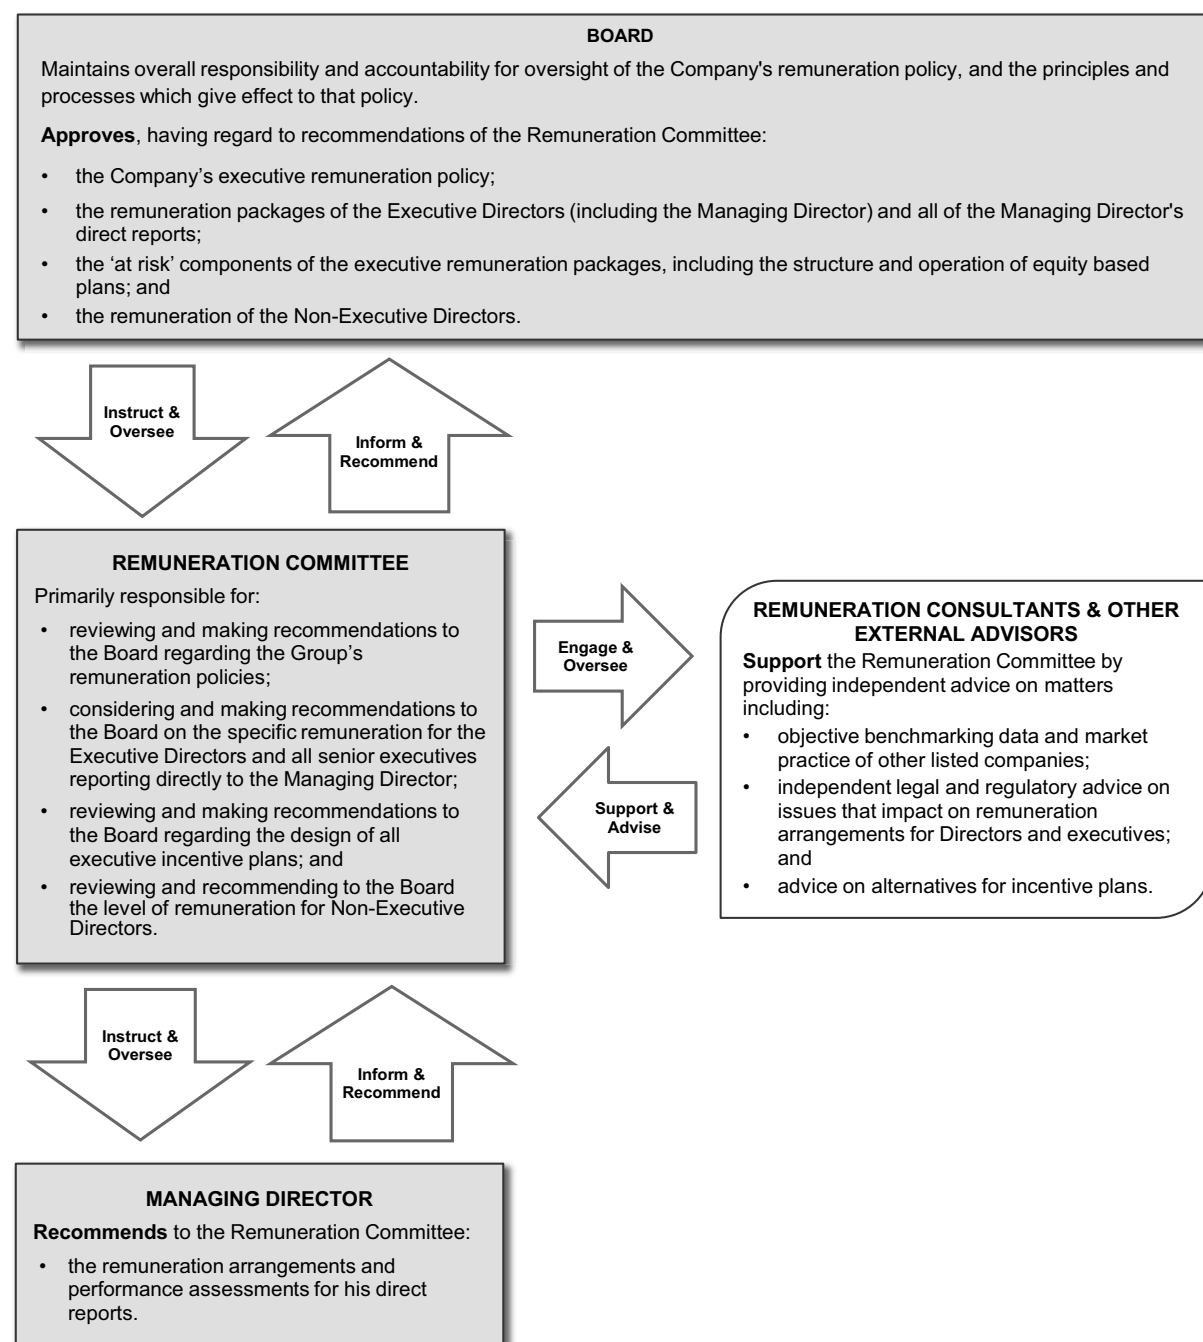 BOARD
Maintains overall responsibility and accountability for oversight of the Company's remuneration policy, and the principles and
processes which give effect to that policy.
Approves, having regard to recommendations of the Remuneration Committee:
• the Company’s executive remuneration policy;
• the remuneration packages of the Executive Directors (including the Managing Director) and all of the Managing Director's
direct reports;
• the ‘at risk’ components of the executive remuneration packages, including the structure and operation of equity based
plans; and
• the remuneration of the Non-Executive Directors.
Instruct &
Oversee
Inform &
Recommend
REMUNERATION COMMITTEE
Primarily responsible for:
• reviewing and making recommendations to
the Board regarding the Group’s
remuneration policies;
• considering and making recommendations to
the Board on the specific remuneration for the
Executive Directors and all senior executives
reporting directly to the Managing Director;
• reviewing and making recommendations to
the Board regarding the design of all
executive incentive plans; and
• reviewing and recommending to the Board
the level of remuneration for Non-Executive
Directors.
Engage &
Oversee
Support &
Advise
REMUNERATION CONSULTANTS & OTHER
EXTERNAL ADVISORS
Support the Remuneration Committee by
providing independent advice on matters
including:
• objective benchmarking data and market
practice of other listed companies;
• independent legal and regulatory advice on
issues that impact on remuneration
arrangements for Directors and executives;
and
• advice on alternatives for incentive plans.
Instruct &
Oversee
Inform &
Recommend
MANAGING DIRECTOR
Recommends to the Remuneration Committee:
• the remuneration arrangements and
performance assessments for his direct
reports.